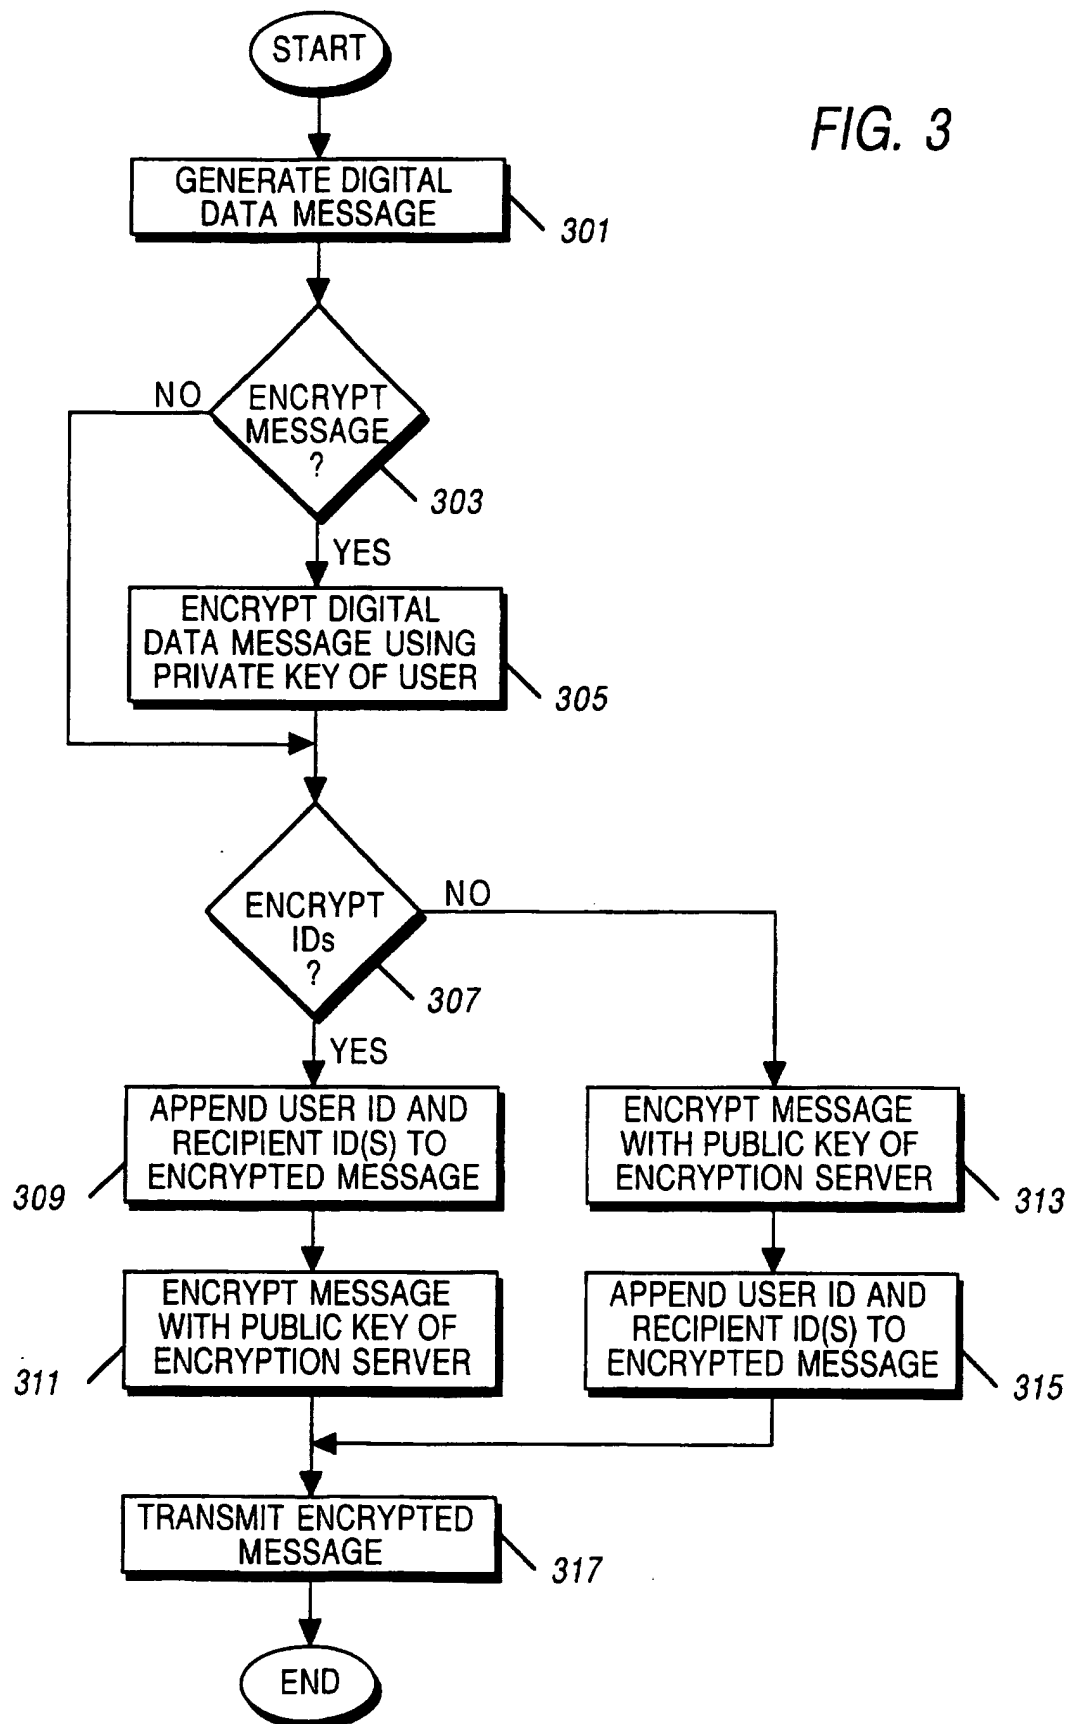 START
FIG. 3
GENERATE DIGITAL
DATA MESSAGE
301
NO
ENCRYPT
MESSAGE
?
303
YES
ENCRYPT DIGITAL
DATA MESSAGE USING
PRIVATE KEY OF USER
305
ENCRYPT
IDs
?
NO
307
YES
APPEND USER ID AND
RECIPIENT ID(S) TO
ENCRYPTED MESSAGE
309
ENCRYPT MESSAGE
WITH PUBLIC KEY OF
ENCRYPTION SERVER
313
ENCRYPT MESSAGE
WITH PUBLIC KEY OF
ENCRYPTION SERVER
311
APPEND USER ID AND
RECIPIENT ID(S) TO
ENCRYPTED MESSAGE
315
TRANSMIT ENCRYPTED
MESSAGE
317
END